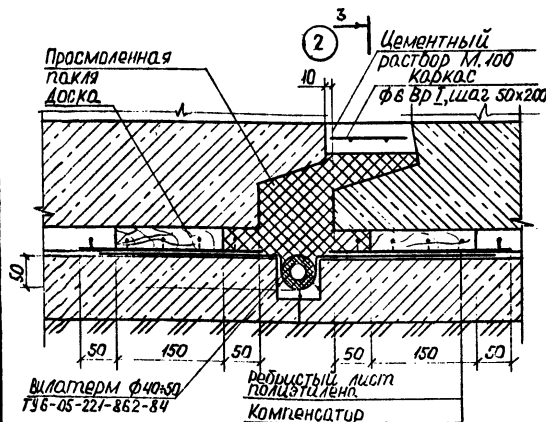 3
2
Просмоленная
пакля
Доска
10
Цементный
раствор М.100
Каркас
ф6 Вр I, шаг 50х200
50
50
150
50
50
150
50
Вилатерм ф40÷50
ТУ6-05-221-862-84
Ребристый лист
полиэтилена
Компенсатор